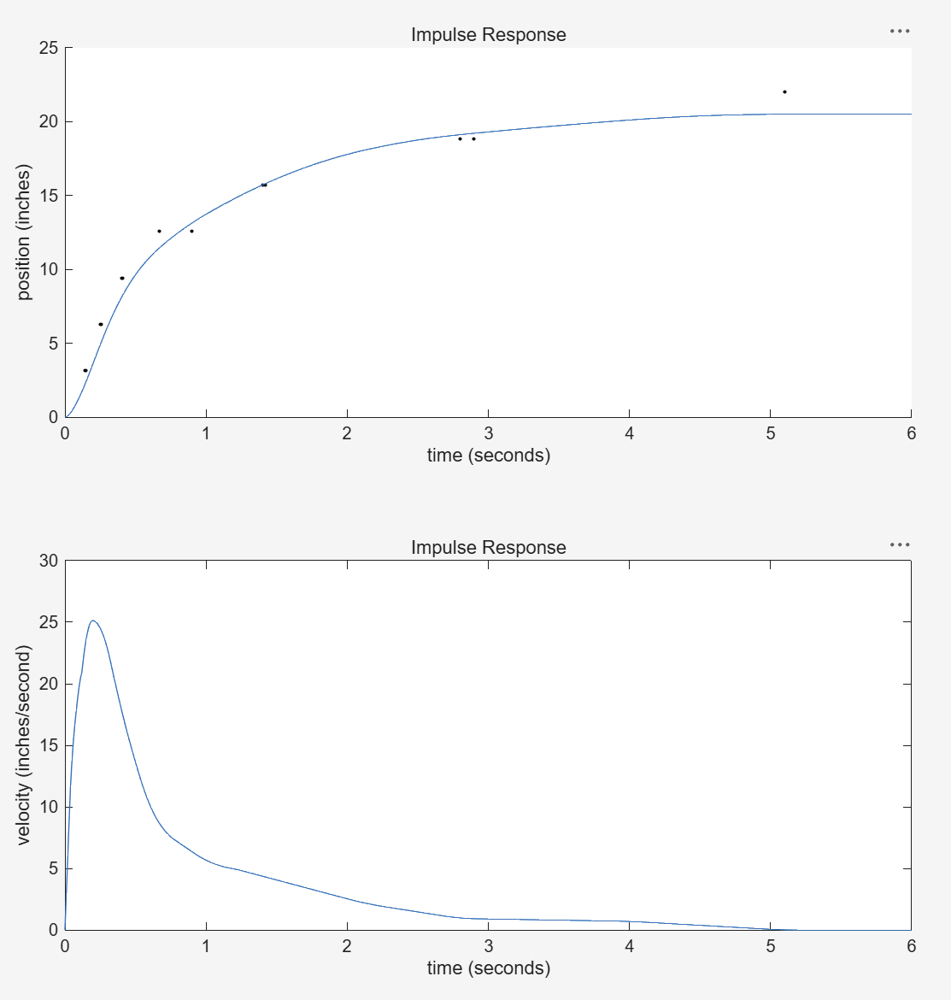 Impulse Response
25
20
15
10
5
0
0 1 2 3 4 5 6
time (seconds)
position (inches)
Impulse Response
30
25
20
15
10
5
0
0 1 2 3 4 5 6
time (seconds)
velocity (inches/second)